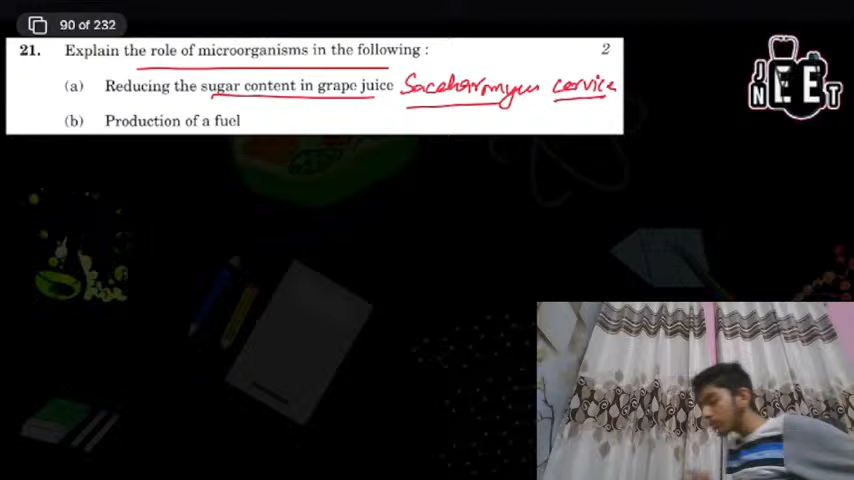 90 of 232
21. Explain the role of microorganisms in the following : 2
(a) Reducing the sugar content in grape juice Saccharomyces cervice
(b) Production of a fuel
J
NEET